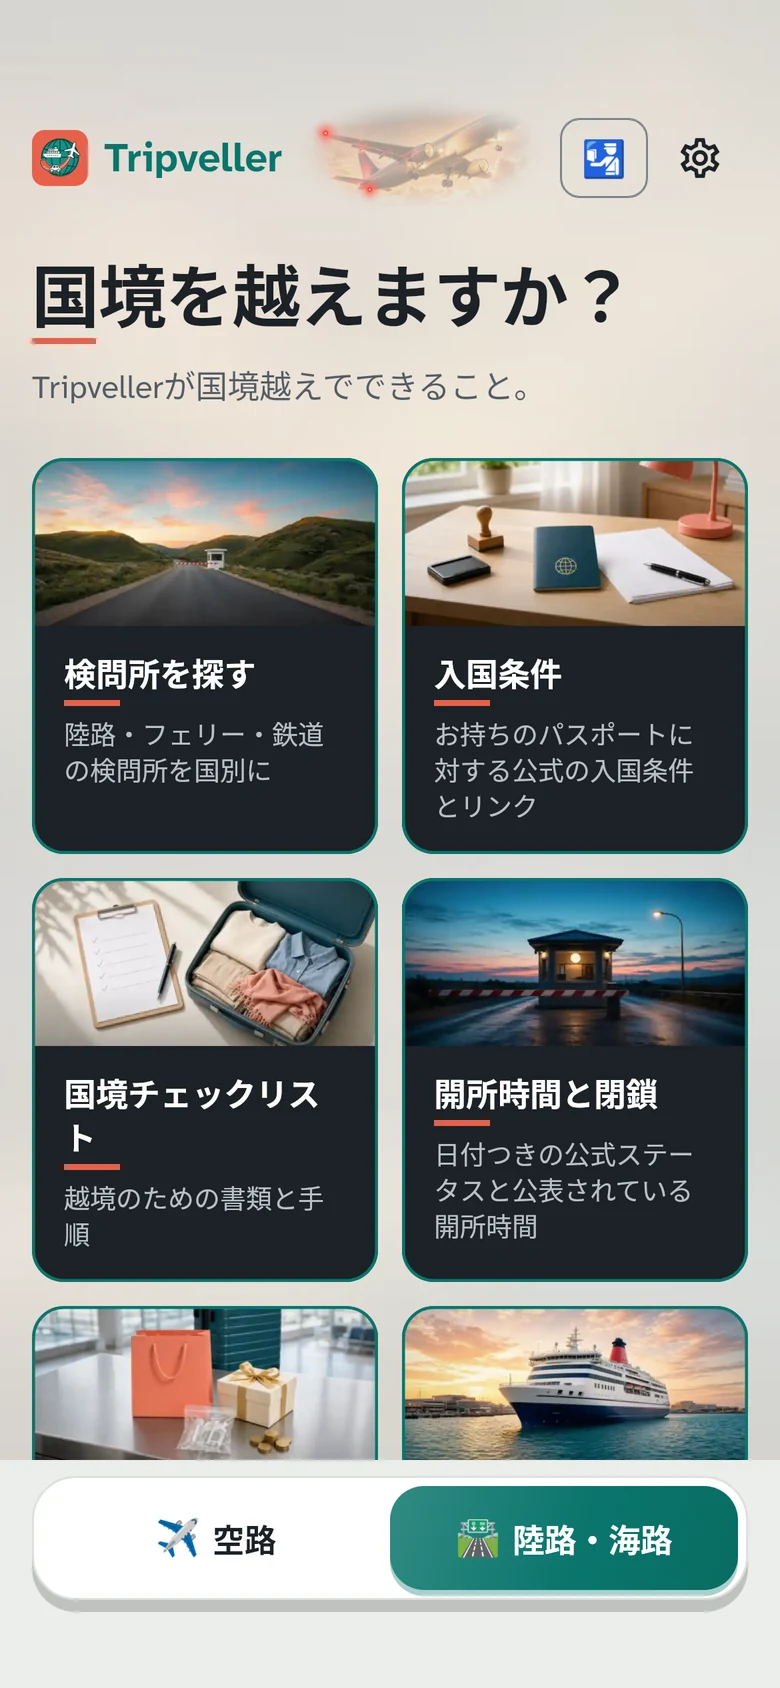 Tripveller
国境を越えますか？
Tripvellerが国境越えでできること。
検問所を探す
陸路・フェリー・鉄道
の検問所を国別に
入国条件
お持ちのパスポートに
対する公式の入国条件
とリンク
国境チェックリス
ト
越境のための書類と手
順
開所時間と閉鎖
日付つきの公式ステー
タスと公表されている
開所時間
空路
陸路・海路